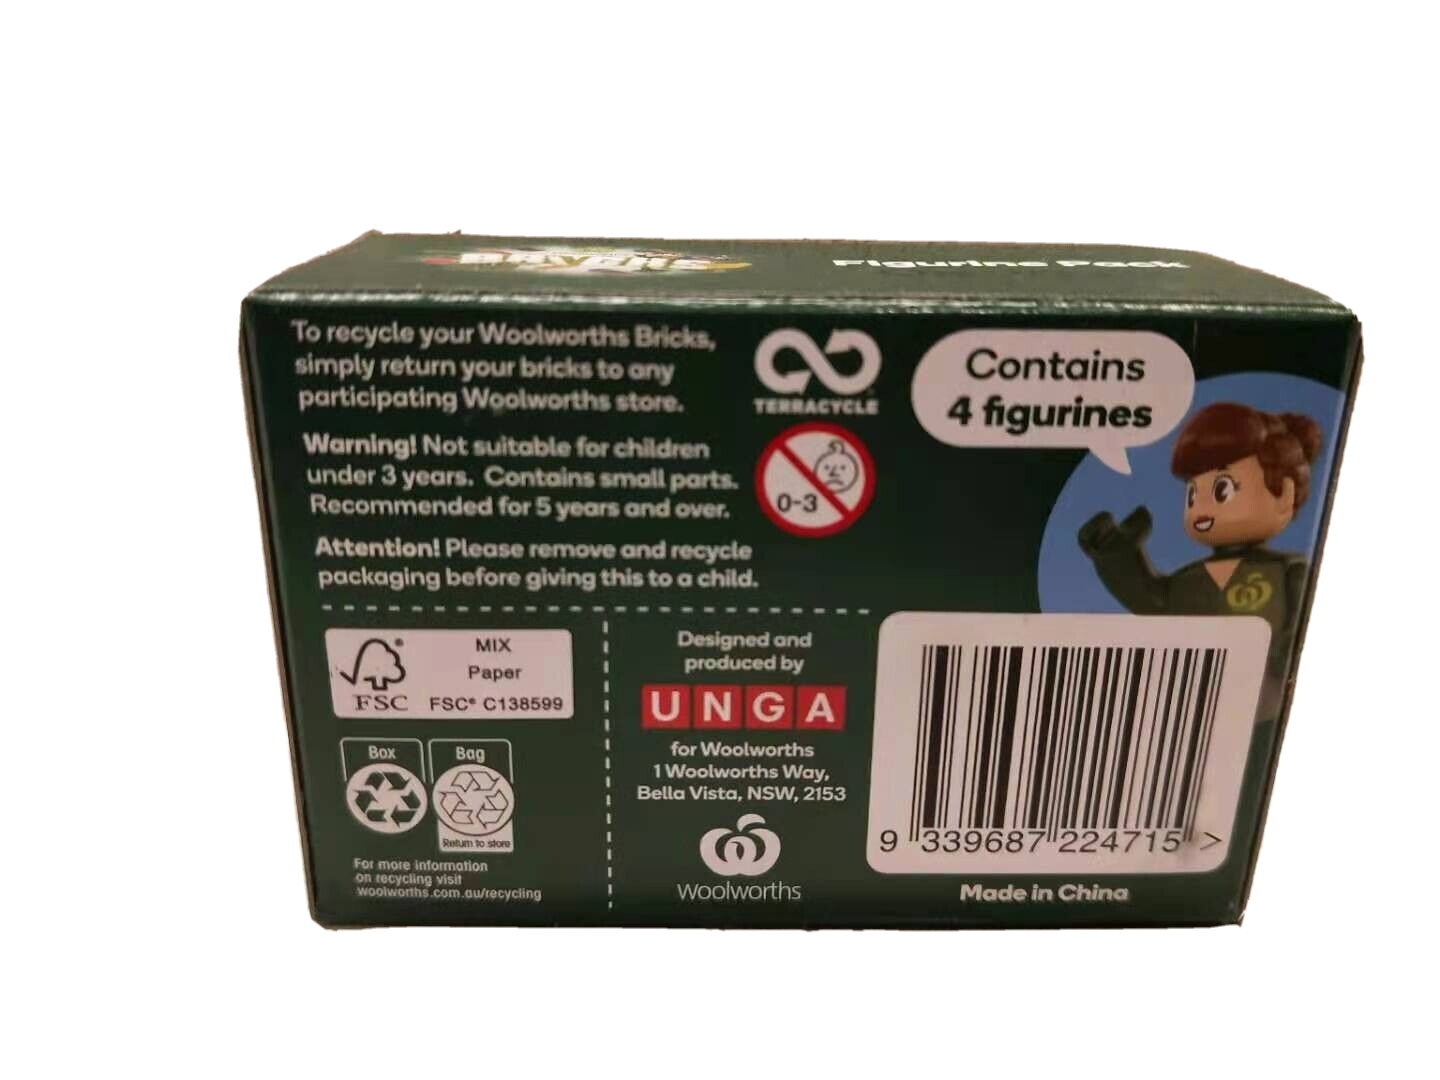 BRICKS
Figurine Pack
To recycle your Woolworths Bricks,
simply return your bricks to any
participating Woolworths store.
Warning! Not suitable for children
under 3 years. Contains small parts.
Recommended for 5 years and over.
Attention! Please remove and recycle
packaging before giving this to a child.
TERRACYCLE
0-3
Contains
4 figurines
MIX
Paper
FSC
FSC® C138599
Box
Bag
Return to store
For more information
on recycling visit
woolworths.com.au/recycling
Designed and
produced by
UNGA
for Woolworths
1 Woolworths Way,
Bella Vista, NSW, 2153
Woolworths
9 339687 224715 >
Made in China